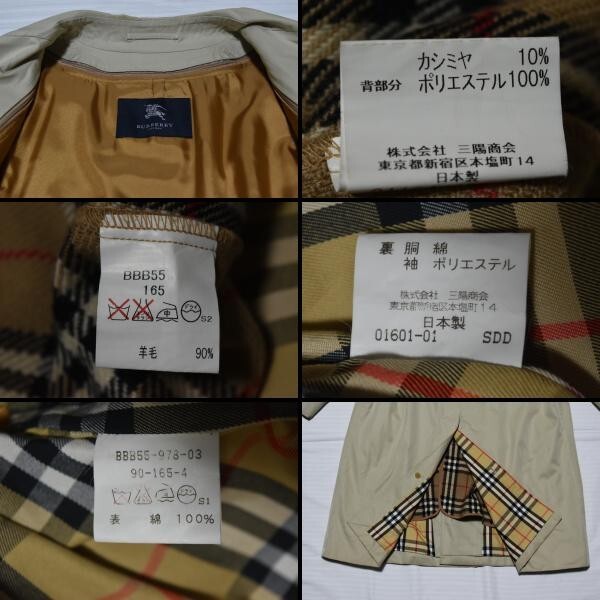 BURBERRY
カシミヤ 10%
背部分 ポリエステル100%
株式会社 三陽商会
東京都新宿区本塩町14
日本製
BBB55
165
中 S2
羊毛 90%
裏 胴 綿
袖 ポリエステル
株式会社 三陽商会
東京都新宿区本塩町14
日本製
01601-01 SDD
BBB55-978-03
90-165-4
S1
表 綿 100%